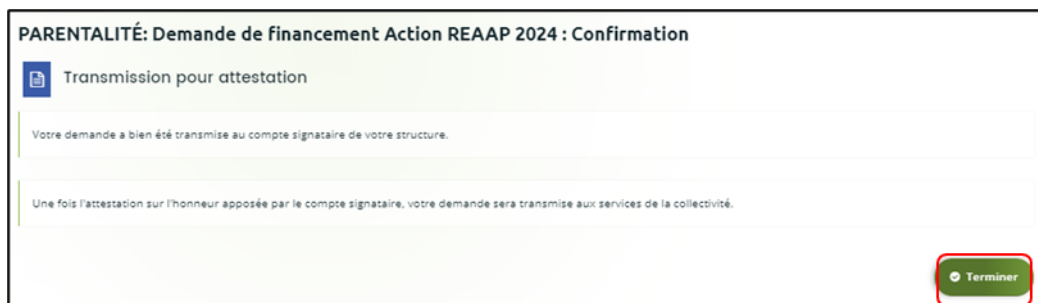 PARENTALITÉ: Demande de financement Action REAAP 2024 : Confirmation
Transmission pour attestation
Votre demande a bien été transmise au compte signataire de votre structure.
Une fois l'attestation sur l'honneur apposée par le compte signataire, votre demande sera transmise aux services de la collectivité.
Terminer